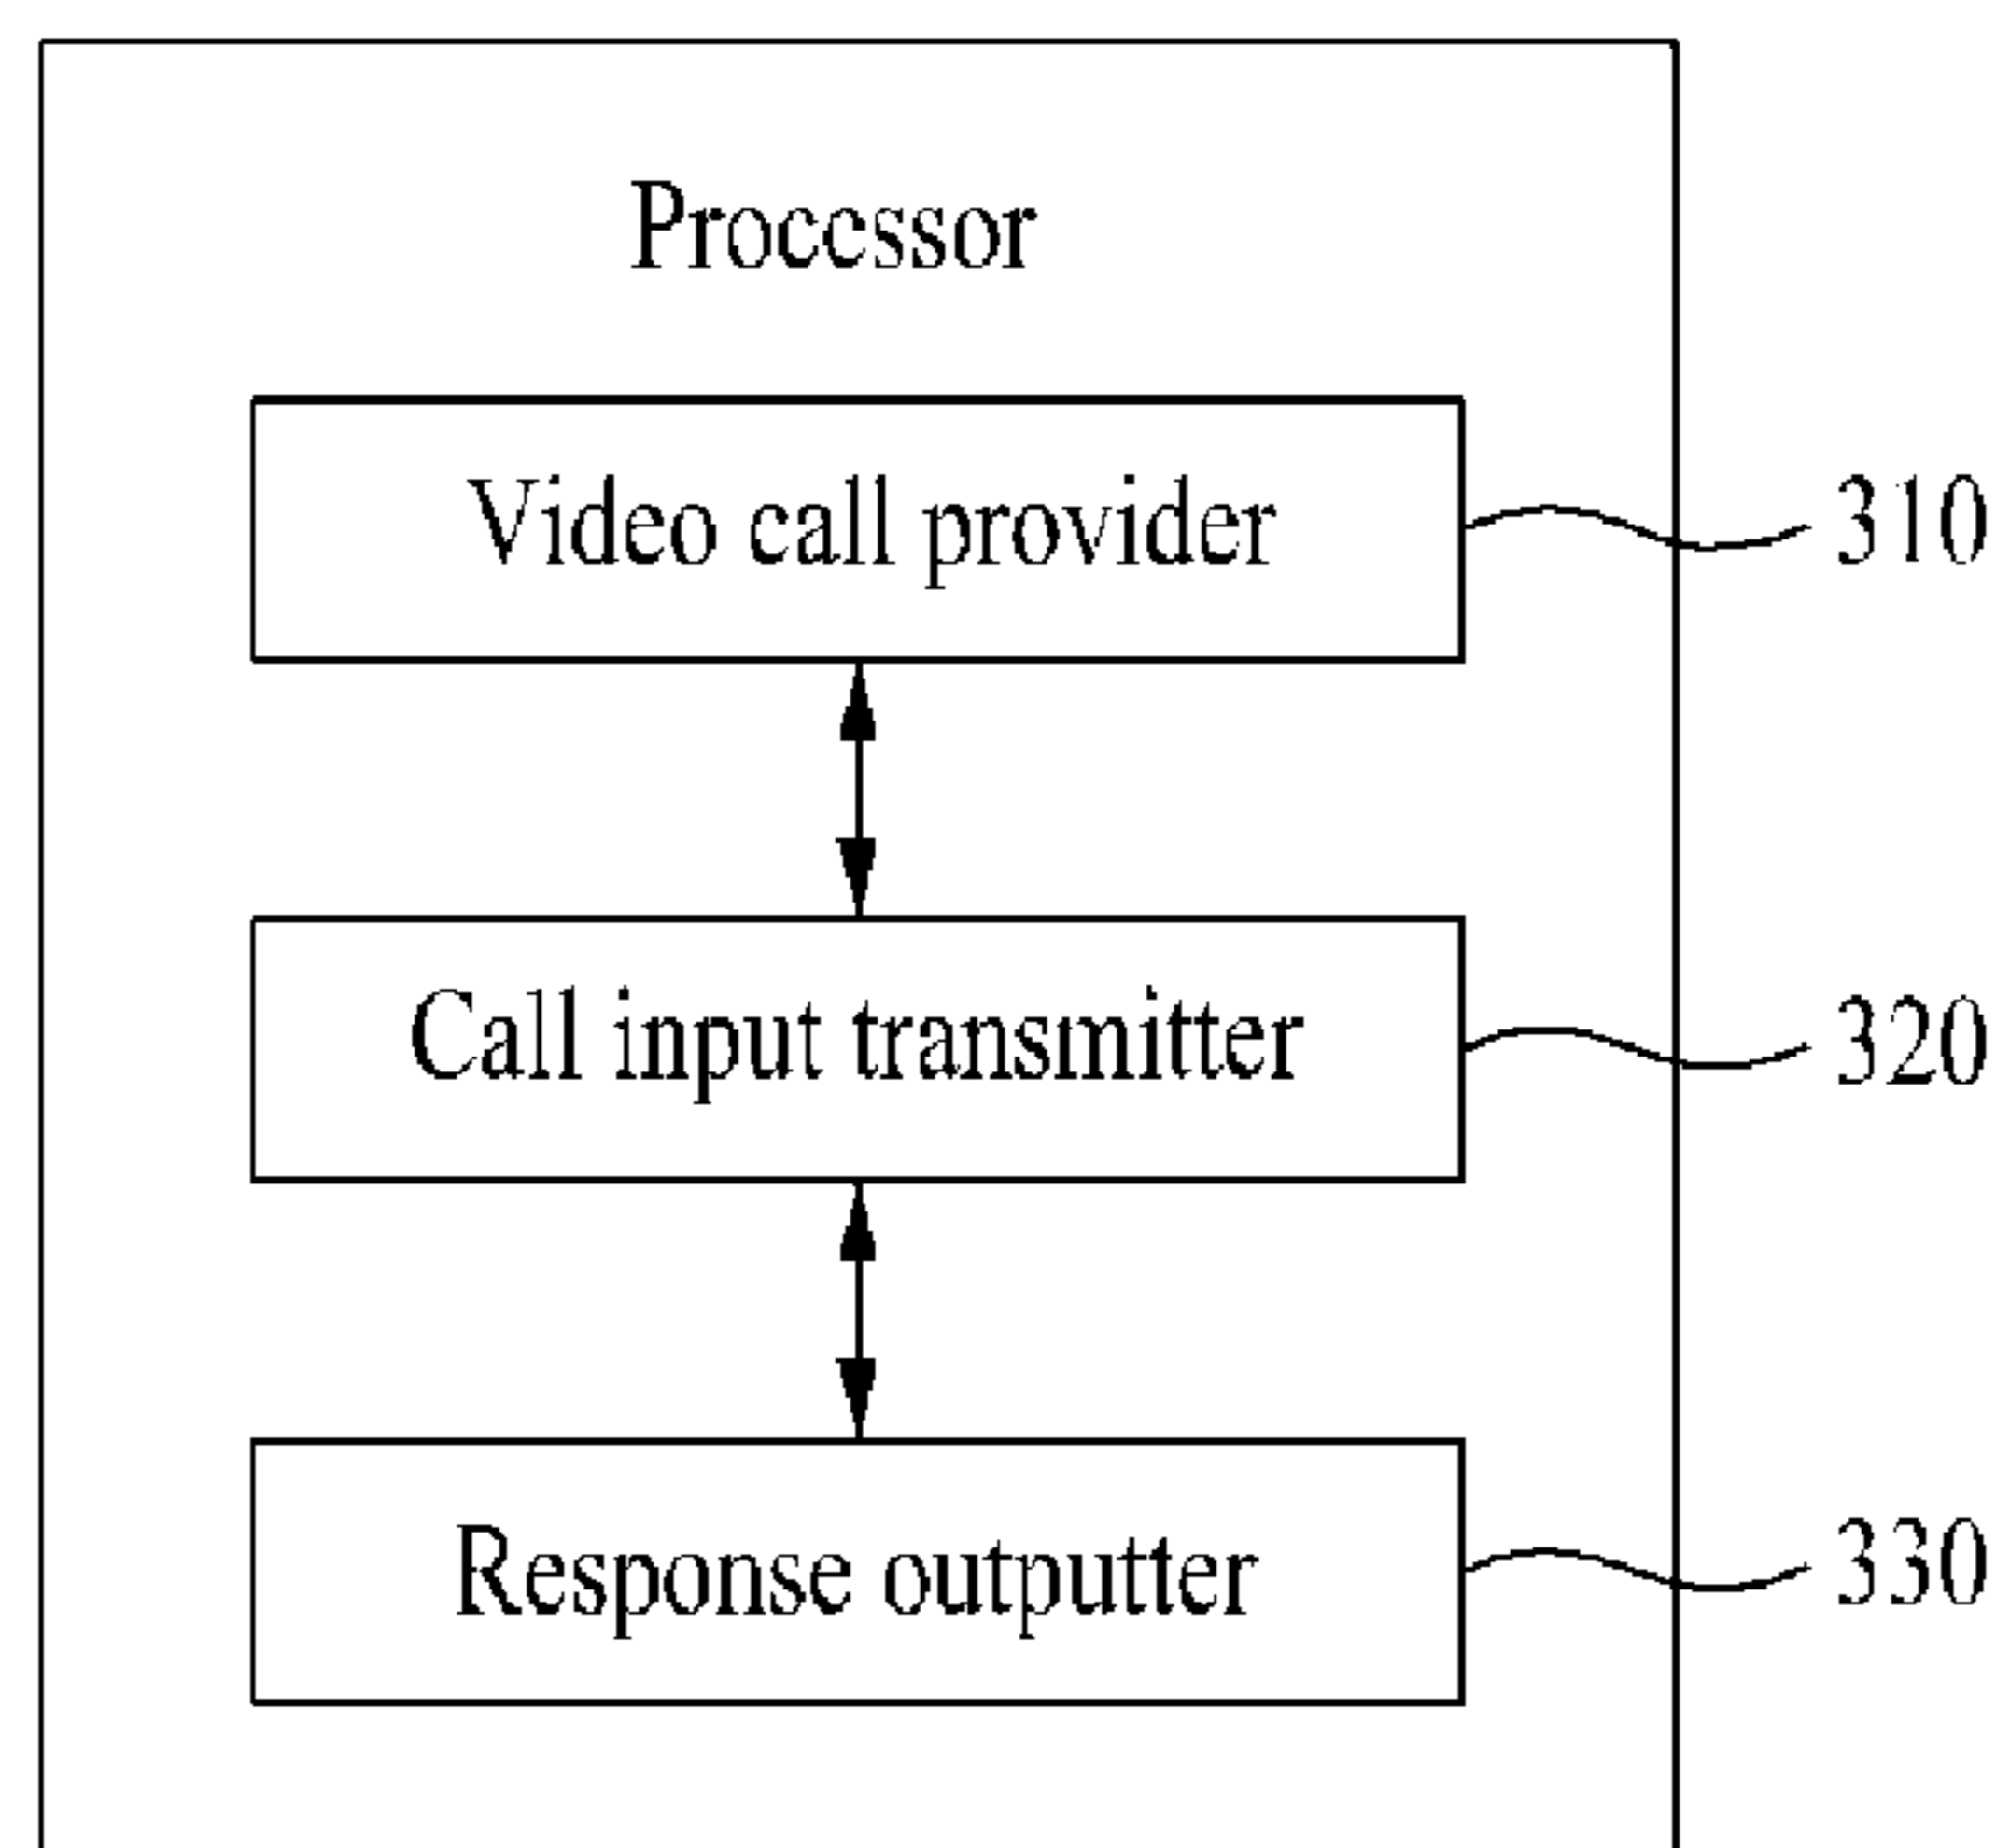 Processor
Video call provider
310
Call input transmitter
320
Response outputter
330